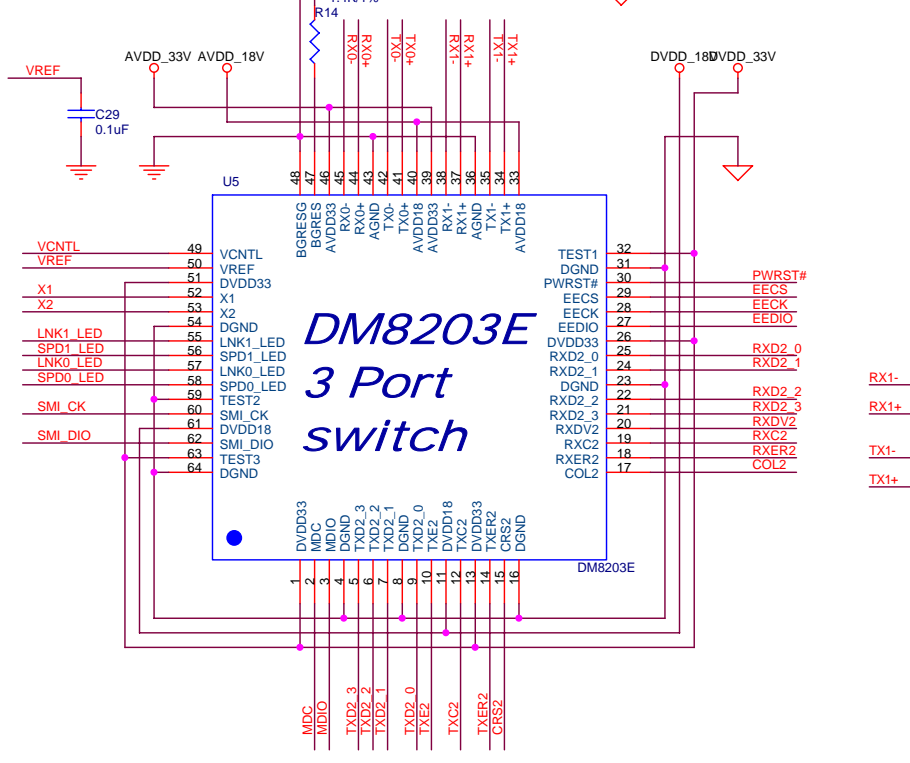 R14
RX0-
RX0+
TX0-
TX0+
RX1-
RX1+
TX1-
TX1+
AVDD_33V
AVDD_18V
DVDD_18V
DVDD_33V
VREF
C29
0.1uF
U5
48
47
46
45
44
43
42
41
40
39
38
37
36
35
34
33
BGRESG
BGRES
AVDD33
RX0-
RX0+
AGND
TX0-
TX0+
AVDD18
AVDD33
RX1-
RX1+
AGND
TX1-
TX1+
AVDD18
VCNTL 49 VCNTL
VREF 50 VREF
51 DVDD33
X1 52 X1
X2 53 X2
54 DGND
LNK1_LED 55 LNK1_LED
SPD1_LED 56 SPD1_LED
LNK0_LED 57 LNK0_LED
SPD0_LED 58 SPD0_LED
59 TEST2
SMI_CK 60 SMI_CK
61 DVDD18
SMI_DIO 62 SMI_DIO
63 TEST3
64 DGND
DM8203E
3 Port
switch
TEST1 32
DGND 31
PWRST# 30 PWRST#
EECS 29 EECS
EECK 28 EECK
EEDIO 27 EEDIO
DVDD33 26
RXD2_0 25 RXD2_0
RXD2_1 24 RXD2_1
DGND 23
RXD2_2 22 RXD2_2
RXD2_3 21 RXD2_3
RXDV2 20 RXDV2
RXC2 19 RXC2
RXER2 18 RXER2
COL2 17 COL2
RX1-
RX1+
TX1-
TX1+
DVDD33
MDC
MDIO
DGND
TXD2_3
TXD2_2
TXD2_1
DGND
TXD2_0
TXE2
DVDD18
TXC2
DVDD33
TXER2
CRS2
DGND
DM8203E
1
2
3
4
5
6
7
8
9
10
11
12
13
14
15
16
MDC
MDIO
TXD2_3
TXD2_2
TXD2_1
TXD2_0
TXE2
TXC2
TXER2
CRS2